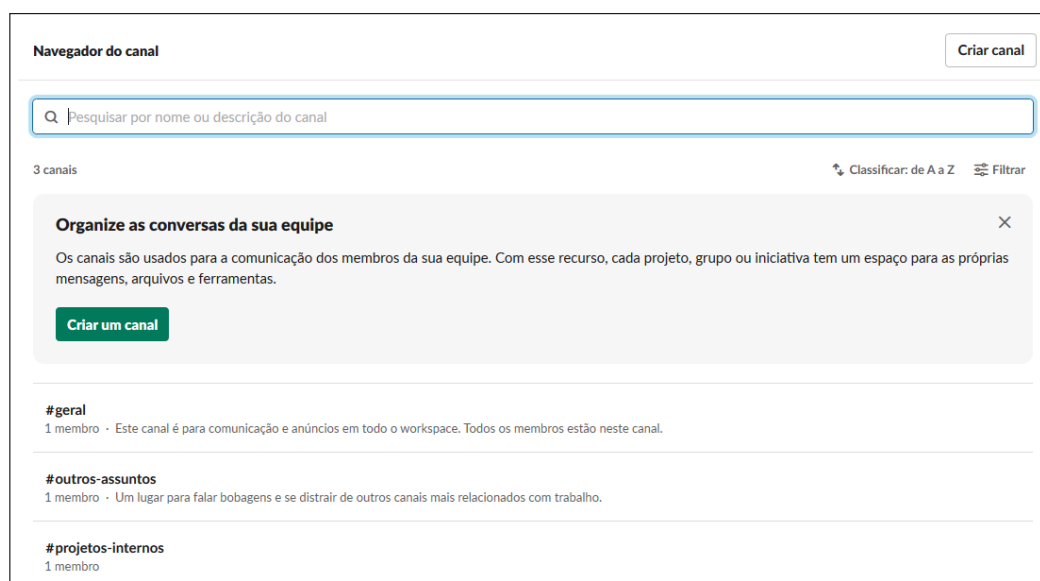 Navegador do canal
Criar canal
Pesquisar por nome ou descrição do canal
3 canais
Classificar: de A a Z
Filtrar
Organize as conversas da sua equipe
Os canais são usados para a comunicação dos membros da sua equipe. Com esse recurso, cada projeto, grupo ou iniciativa tem um espaço para as próprias
mensagens, arquivos e ferramentas.
Criar um canal
#geral
1 membro · Este canal é para comunicação e anúncios em todo o workspace. Todos os membros estão neste canal.
#outros-assuntos
1 membro · Um lugar para falar bobagens e se distrair de outros canais mais relacionados com trabalho.
#projetos-internos
1 membro